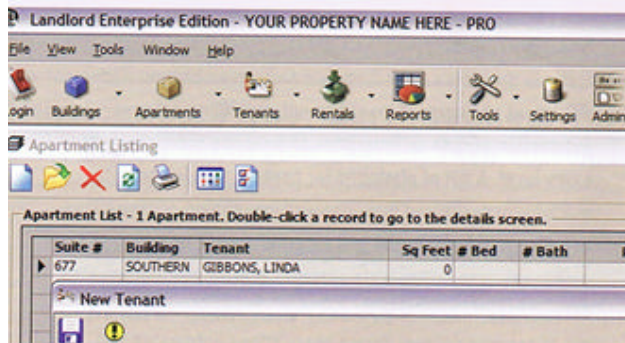 Landlord Enterprise Edition - YOUR PROPERTY NAME HERE - PRO
File View Tools Window Help
Login Buildings Apartments Tenants Rentals Reports Tools Settings Admin
Apartment Listing
Apartment List - 1 Apartment. Double-click a record to go to the details screen.
Suite # Building Tenant Sq Feet # Bed # Bath
677 SOUTHERN GIBBONS, LINDA 0
New Tenant